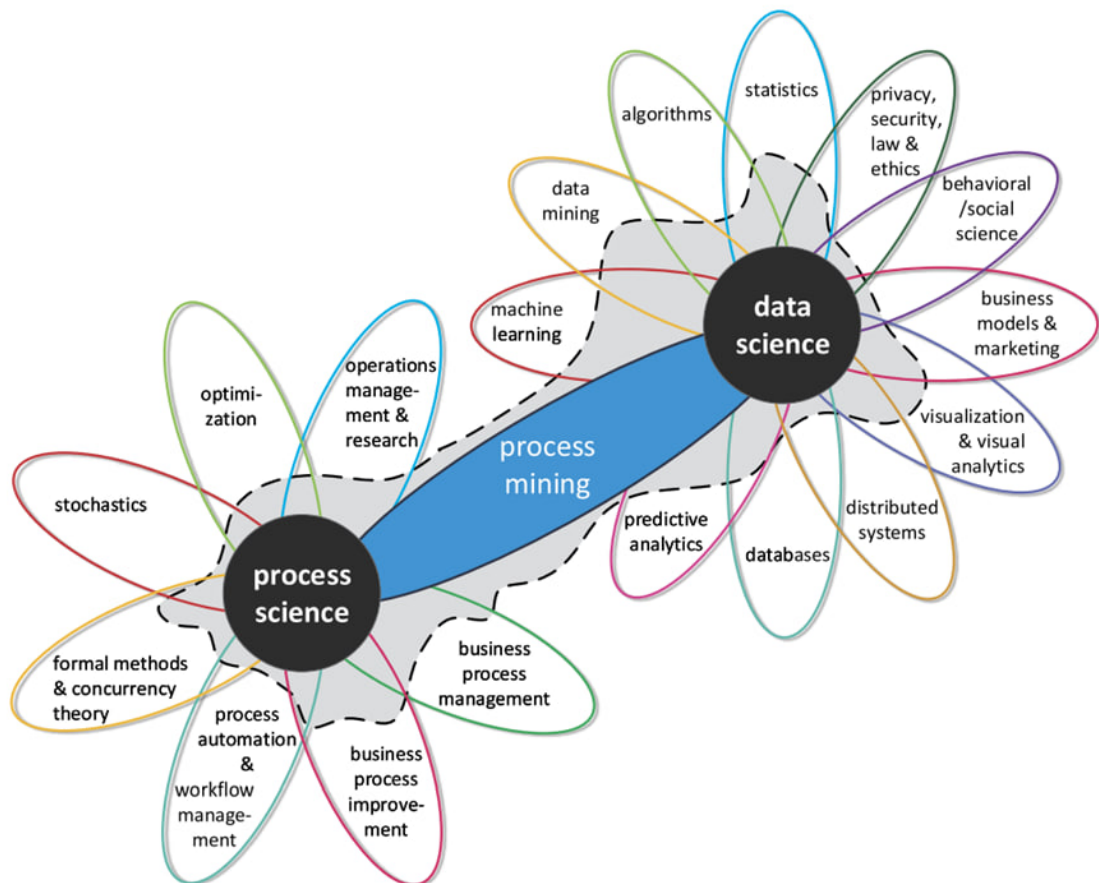 statistics
algorithms
privacy,
security,
law &
ethics
data
mining
behavioral
/social
science
machine
learning
data
science
business
models &
marketing
visualization
& visual
analytics
distributed
systems
databases
predictive
analytics
process
mining
operations
manage-
ment &
research
optimi-
zation
stochastics
process
science
formal methods
& concurrency
theory
process
automation
&
workflow
manage-
ment
business
process
improve-
ment
business
process
management